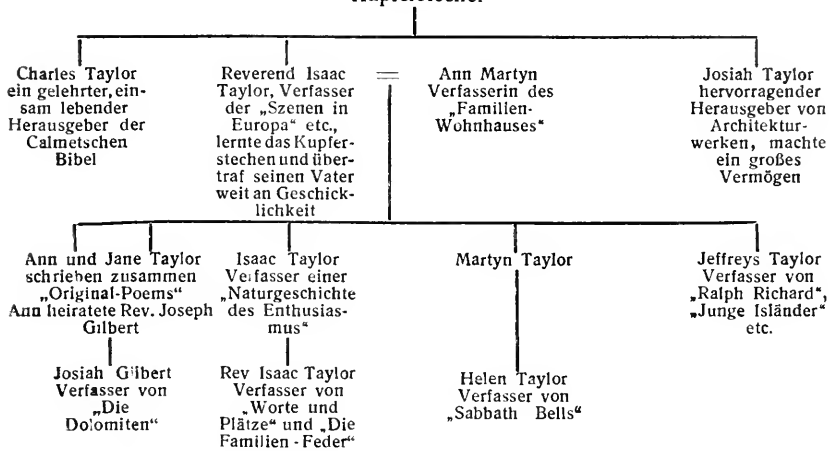 Charles Taylor
ein gelehrter, ein-
sam lebender
Herausgeber der
Calmetschen
Bibel
Reverend Isaac
Taylor, Verfasser
der „Szenen in
Europa“ etc.,
lernte das Kupfer-
stechen und über-
traf seinen Vater
weit an Geschick-
lichkeit
=
Ann Martyn
Verfasserin des
„Familien-
Wohnhauses“
Josiah Taylor
hervorragender
Herausgeber von
Architektur-
werken, machte
ein großes
Vermögen
Ann und Jane Taylor
schrieben zusammen
„Original-Poems“
Ann heiratete Rev. Joseph
Gilbert
Isaac Taylor
Verfasser einer
„Naturgeschichte
des Enthusias-
mus“
Martyn Taylor
Jeffreys Taylor
Verfasser von
„Ralph Richard“,
„Junge Isländer“
etc.
Josiah Gilbert
Verfasser von
„Die
Dolomiten“
Rev Isaac Taylor
Verfasser von
„Worte und
Plätze“ und „Die
Familien-Feder“
Helen Taylor
Verfasser von
„Sabbath Bells“